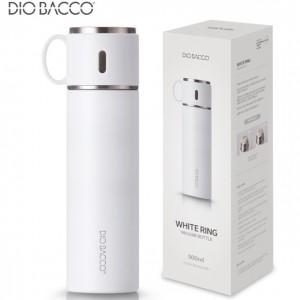 DIO BACCO®
DIO BACCO®
DIO BACCO
WHITE RING
VACUUM BOTTLE
500ml